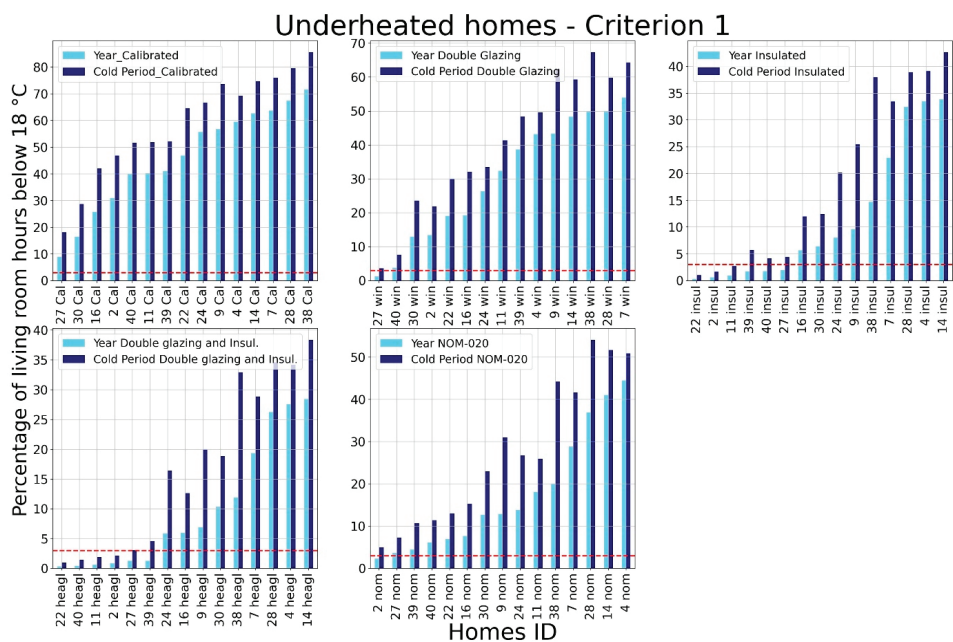 Underheated homes - Criterion 1
Percentage of living room hours below 18 °C
Year_Calibrated
Cold Period_Calibrated
80
70
60
50
40
30
20
10
0
27 Cal
30 Cal
16 Cal
2 Cal
40 Cal
11 Cal
39 Cal
22 Cal
24 Cal
9 Cal
4 Cal
14 Cal
7 Cal
28 Cal
38 Cal
Year Double Glazing
Cold Period Double Glazing
70
60
50
40
30
20
10
0
27 win
40 win
30 win
2 win
22 win
16 win
24 win
11 win
39 win
4 win
9 win
14 win
38 win
28 win
7 win
Year Insulated
Cold Period Insulated
40
35
30
25
20
15
10
5
0
22 insul
2 insul
11 insul
39 insul
40 insul
27 insul
16 insul
30 insul
24 insul
9 insul
38 insul
7 insul
28 insul
4 insul
14 insul
Year Double glazing and Insul.
Cold Period Double glazing and Insul.
40
35
30
25
20
15
10
5
0
22 heagl
40 heagl
11 heagl
2 heagl
27 heagl
39 heagl
24 heagl
16 heagl
9 heagl
30 heagl
38 heagl
7 heagl
28 heagl
4 heagl
14 heagl
Year NOM-020
Cold Period NOM-020
50
40
30
20
10
0
2 nom
27 nom
39 nom
40 nom
22 nom
16 nom
30 nom
9 nom
24 nom
11 nom
38 nom
7 nom
28 nom
14 nom
4 nom
Homes ID